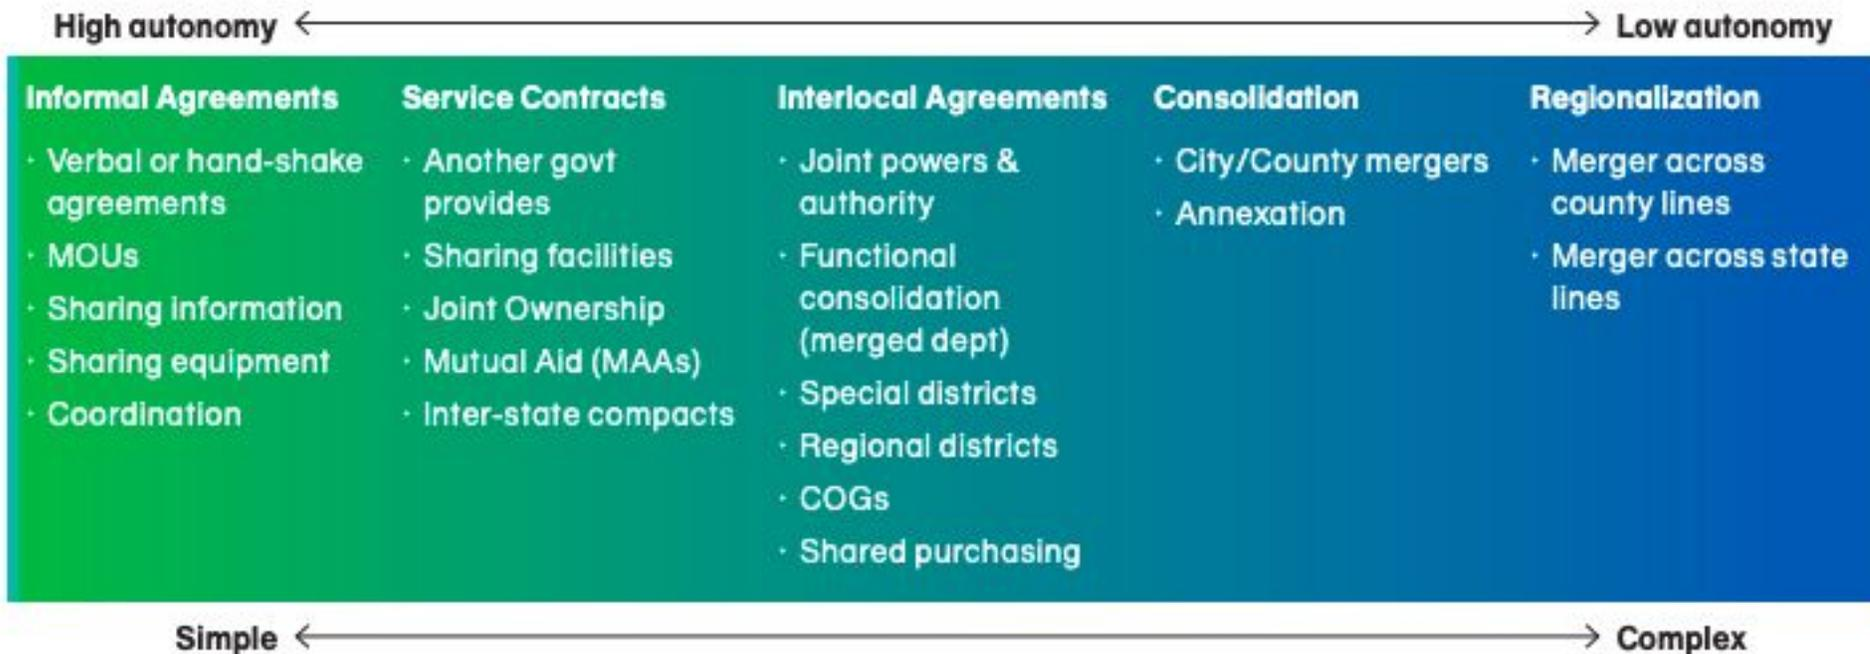 High autonomy
Low autonomy
Informal Agreements
· Verbal or hand-shake
agreements
· MOUs
· Sharing information
· Sharing equipment
· Coordination
Service Contracts
· Another govt
provides
· Sharing facilities
· Joint Ownership
· Mutual Aid (MAAs)
· Inter-state compacts
Interlocal Agreements
· Joint powers &
authority
· Functional
consolidation
(merged dept)
· Special districts
· Regional districts
· COGs
· Shared purchasing
Consolidation
· City/County mergers
· Annexation
Regionalization
· Merger across
county lines
· Merger across state
lines
Simple
Complex